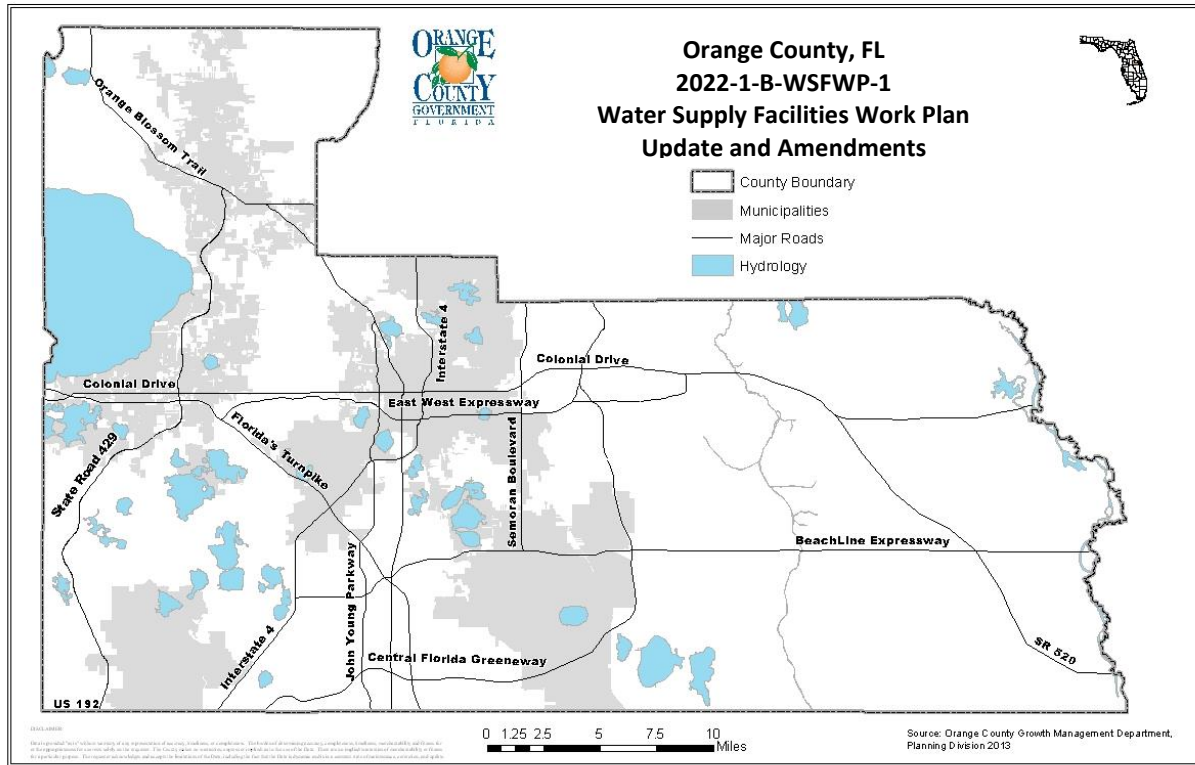 ORANGE
COUNTY
GOVERNMENT
FLORIDA
Orange County, FL
2022-1-B-WSFWP-1
Water Supply Facilities Work Plan
Update and Amendments
County Boundary
Municipalities
Major Roads
Hydrology
Orange Blossom Trail
Interstate 4
Colonial Drive
Colonial Drive
East West Expressway
Florida's Turnpike
State Road 429
Semoran Boulevard
BeachLine Expressway
John Young Parkway
Interstate 4
Central Florida Greeneway
SR 520
US 192
DISCLAIMER:
0 1.25 2.5 5 7.5 10
Miles
Source: Orange County Growth Management Department,
Planning Division 2013